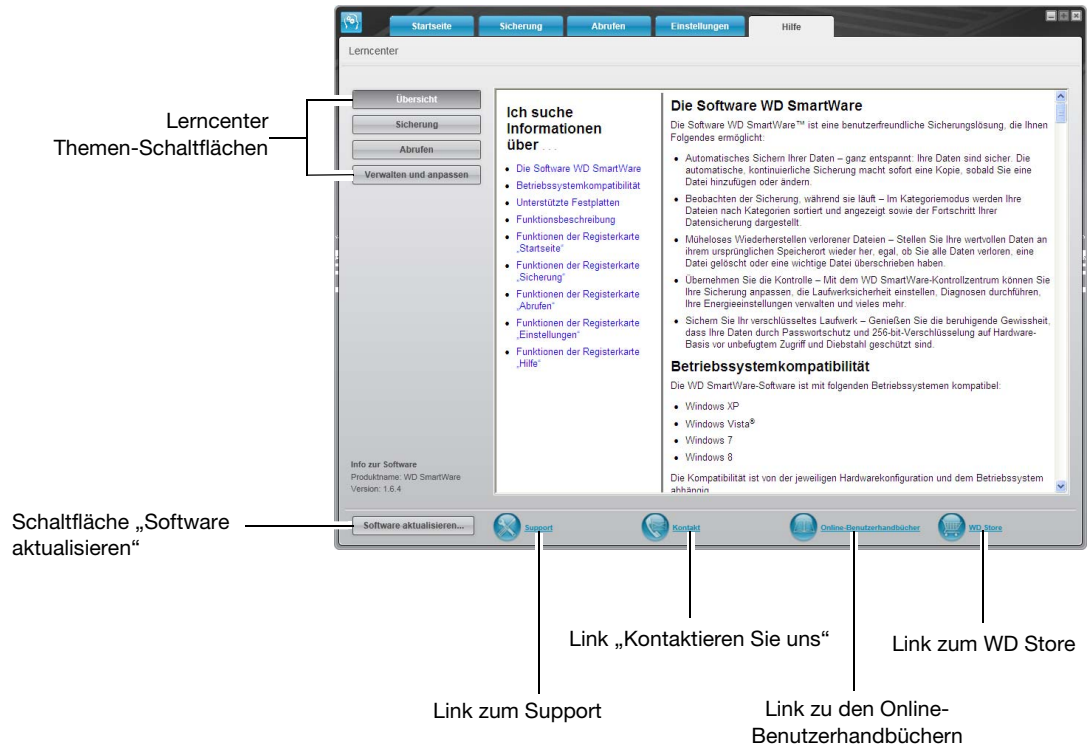 Startseite
Sicherung
Abrufen
Einstellungen
Hilfe
Lerncenter
Lerncenter
Themen-Schaltflächen
Übersicht
Sicherung
Abrufen
Verwalten und anpassen
Ich suche
Informationen
über . . .
• Die Software WD SmartWare
• Betriebssystemkompatibilität
• Unterstützte Festplatten
• Funktionsbeschreibung
• Funktionen der Registerkarte
„Startseite“
• Funktionen der Registerkarte
„Sicherung“
• Funktionen der Registerkarte
„Abrufen“
• Funktionen der Registerkarte
„Einstellungen“
• Funktionen der Registerkarte
„Hilfe“
Die Software WD SmartWare
Die Software WD SmartWare™ ist eine benutzerfreundliche Sicherungslösung, die Ihnen
Folgendes ermöglicht:
• Automatisches Sichern Ihrer Daten – ganz entspannt: Ihre Daten sind sicher. Die
automatische, kontinuierliche Sicherung macht sofort eine Kopie, sobald Sie eine
Datei hinzufügen oder ändern.
• Beobachten der Sicherung, während sie läuft – Im Kategoriemodus werden Ihre
Dateien nach Kategorien sortiert und angezeigt sowie der Fortschritt Ihrer
Datensicherung dargestellt.
• Müheloses Wiederherstellen verlorener Dateien – Stellen Sie Ihre wertvollen Daten an
ihrem ursprünglichen Speicherort wieder her, egal, ob Sie alle Daten verloren, eine
Datei gelöscht oder eine wichtige Datei überschrieben haben.
• Übernehmen Sie die Kontrolle – Mit dem WD SmartWare-Kontrollzentrum können Sie
Ihre Sicherung anpassen, die Laufwerksicherheit einstellen, Diagnosen durchführen,
Ihre Energieeinstellungen verwalten und vieles mehr.
• Sichern Sie Ihr verschlüsseltes Laufwerk – Genießen Sie die beruhigende Gewissheit,
dass Ihre Daten durch Passwortschutz und 256-bit-Verschlüsselung auf Hardware-
Basis vor unbefugtem Zugriff und Diebstahl geschützt sind.
Betriebssystemkompatibilität
Die WD SmartWare-Software ist mit folgenden Betriebssystemen kompatibel:
• Windows XP
• Windows Vista®
• Windows 7
• Windows 8
Die Kompatibilität ist von der jeweiligen Hardwarekonfiguration und dem Betriebssystem
abhängig
Info zur Software
Produktname: WD SmartWare
Version: 1.6.4
Schaltfläche „Software
aktualisieren“
Software aktualisieren...
Support
Kontakt
Online-Benutzerhandbücher
WD Store
Link „Kontaktieren Sie uns“
Link zum WD Store
Link zum Support
Link zu den Online-
Benutzerhandbüchern